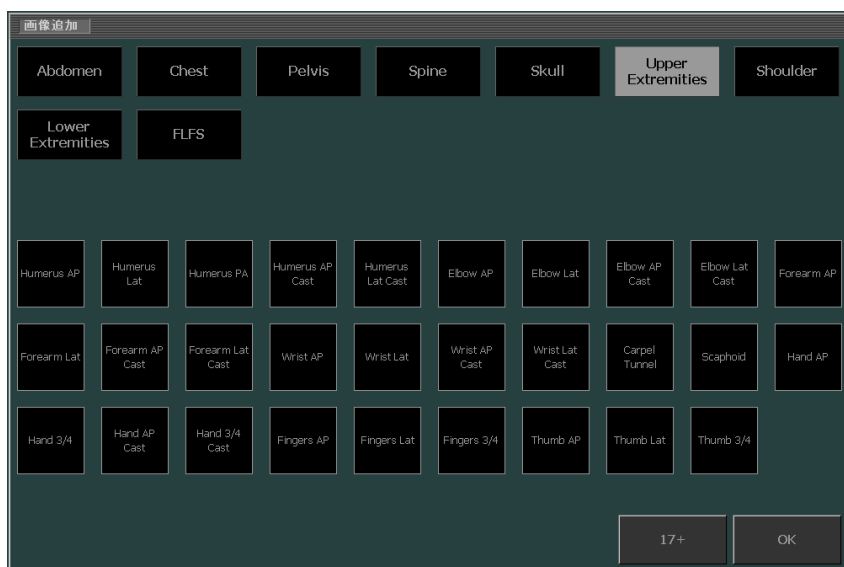 画像追加
Abdomen
Chest
Pelvis
Spine
Skull
Upper
Extremities
Shoulder
Lower
Extremities
FLFS
Humerus AP
Humerus
Lat
Humerus PA
Humerus AP
Cast
Humerus
Lat Cast
Elbow AP
Elbow Lat
Elbow AP
Cast
Elbow Lat
Cast
Forearm AP
Forearm Lat
Forearm AP
Cast
Forearm Lat
Cast
Wrist AP
Wrist Lat
Wrist AP
Cast
Wrist Lat
Cast
Carpel
Tunnel
Scaphoid
Hand AP
Hand 3/4
Hand AP
Cast
Hand 3/4
Cast
Fingers AP
Fingers Lat
Fingers 3/4
Thumb AP
Thumb Lat
Thumb 3/4
17+
OK